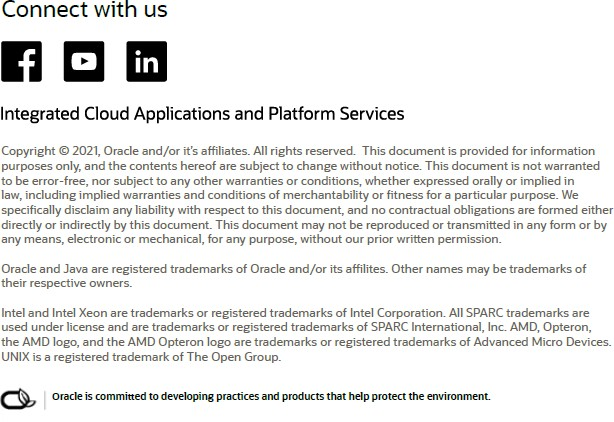 Connect with us
Integrated Cloud Applications and Platform Services
Copyright © 2021, Oracle and/or it's affiliates. All rights reserved. This document is provided for information
purposes only, and the contents hereof are subject to change without notice. This document is not warranted
to be error-free, nor subject to any other warranties or conditions, whether expressed orally or implied in
law, including implied warranties and conditions of merchantability or fitness for a particular purpose. We
specifically disclaim any liability with respect to this document, and no contractual obligations are formed either
directly or indirectly by this document. This document may not be reproduced or transmitted in any form or by
any means, electronic or mechanical, for any purpose, without our prior written permission.
Oracle and Java are registered trademarks of Oracle and/or its affilites. Other names may be trademarks of
their respective owners.
Intel and Intel Xeon are trademarks or registered trademarks of Intel Corporation. All SPARC trademarks are
used under license and are trademarks or registered trademarks of SPARC International, Inc. AMD, Opteron,
the AMD logo, and the AMD Opteron logo are trademarks or registered trademarks of Advanced Micro Devices.
UNIX is a registered trademark of The Open Group.
Oracle is committed to developing practices and products that help protect the environment.